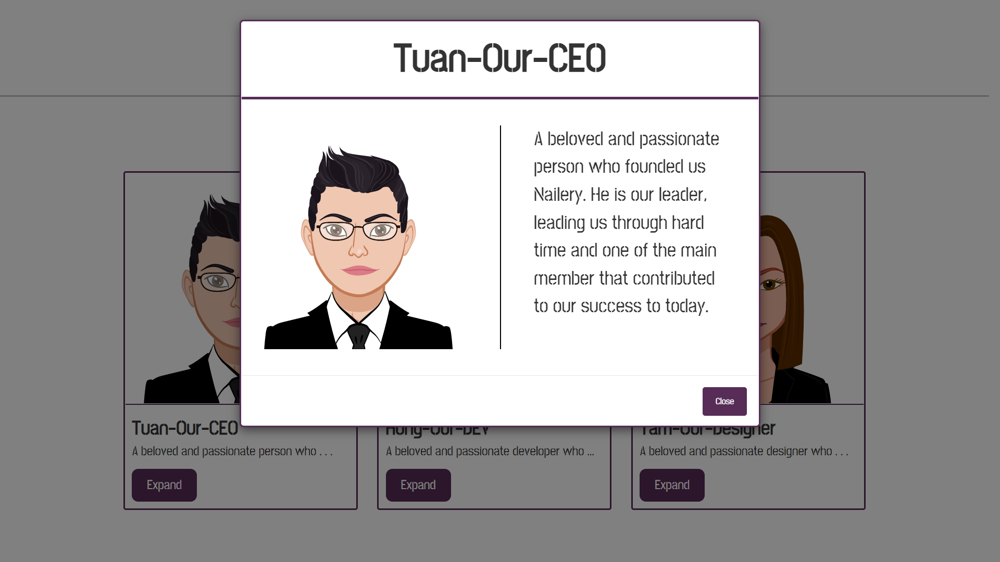 Tuan-Our-CEO
A beloved and passionate
person who founded us
Nailery. He is our leader,
leading us through hard
time and one of the main
member that contributed
to our success to today.
Close
Tuan-Our-CEO
A beloved and passionate person who . . .
Expand
Hung-Our-DEV
A beloved and passionate developer who ...
Expand
Tam-Our-Designer
A beloved and passionate designer who . . .
Expand